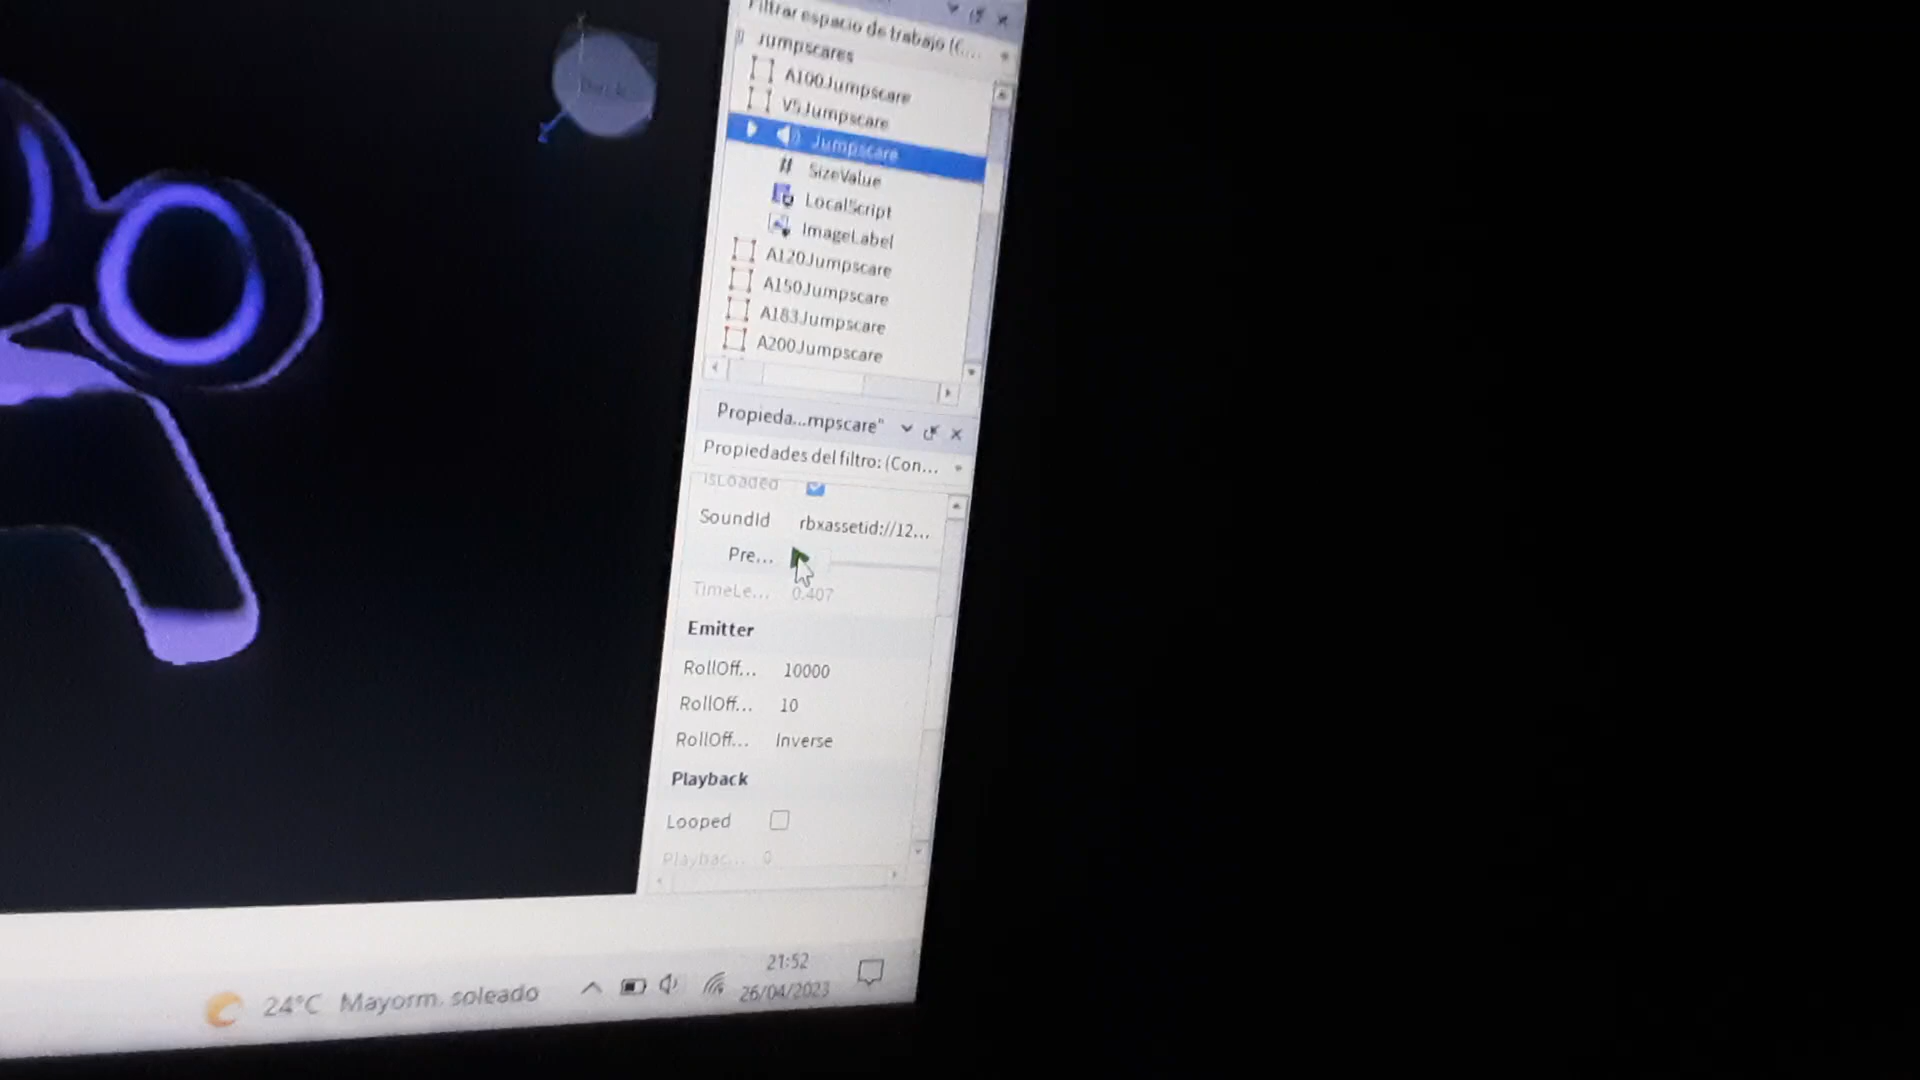 Filtrar espacio de trabajo (C...
Jumpscares
A100Jumpscare
V5Jumpscare
Jumpscare
# SizeValue
LocalScript
ImageLabel
A120Jumpscare
A150Jumpscare
A183Jumpscare
A200Jumpscare
Propieda...mpscare"
Propiedades del filtro: (Con...
IsLoaded
SoundId rbxassetid://12...
Pre...
TimeLe... 0.407
Emitter
RollOff... 10000
RollOff... 10
RollOff... Inverse
Playback
Looped
Playbac... 0
24°C Mayorm. soleado
21:52
26/04/2023